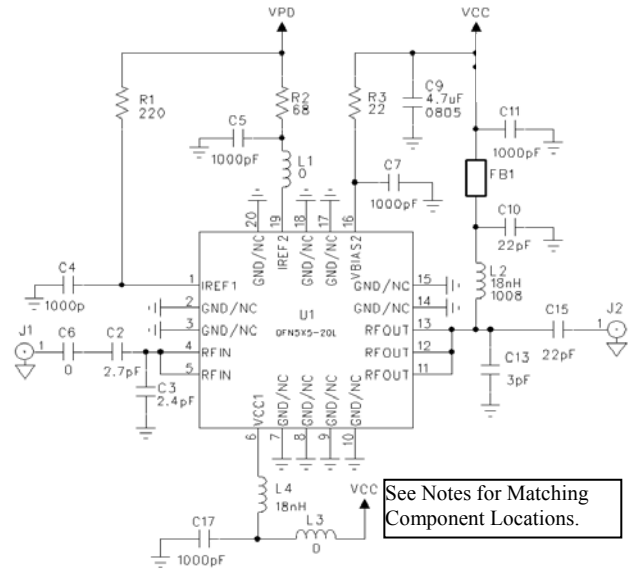 VPD
VCC
R1
220
R2
68
R3
22
C9
4.7uF
0805
C5
1000pF
C11
1000pF
L1
0
C7
1000pF
FB1
C10
22pF
20
19
18
17
16
GND/NC
IREF2
GND/NC
GND/NC
VBIAS2
L2
18nH
1008
C4
1000p
1
IREF1
GND/NC
15
2
GND/NC
GND/NC
14
3
GND/NC
RFOUT
13
4
RFIN
RFOUT
12
5
RFIN
RFOUT
11
U1
QFN5X5-20L
J1
1
C6
0
C2
2.7pF
C3
2.4pF
C15
22pF
1
J2
C13
3pF
VCC1
GND/NC
GND/NC
GND/NC
GND/NC
6
7
8
9
10
L4
18nH
VCC
L3
0
C17
1000pF
See Notes for Matching
Component Locations.